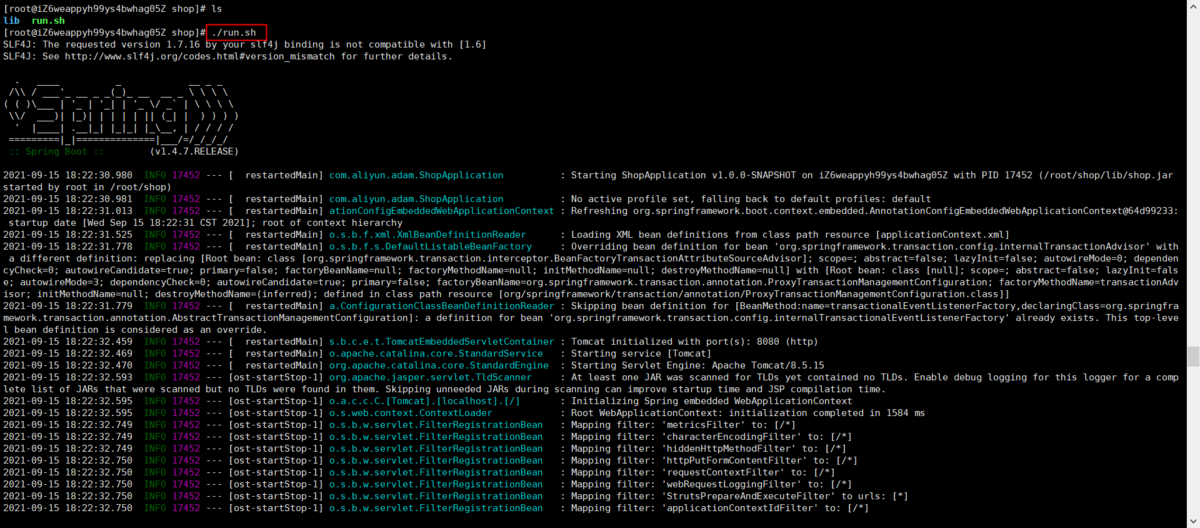 [root@iZ6weappyh99ys4bwhag05Z shop]# ls
lib  run.sh
[root@iZ6weappyh99ys4bwhag05Z shop]# ./run.sh
SLF4J: The requested version 1.7.16 by your slf4j binding is not compatible with [1.6]
SLF4J: See http://www.slf4j.org/codes.html#version_mismatch for further details.
  .   ____          _            __ _ _
 /\\ / ___'_ __ _ _(_)_ __  __ _ \ \ \ \
( ( )\___ | '_ | '_| | '_ \/ _` | \ \ \ \
 \\/  ___)| |_)| | | | | || (_| |  ) ) ) )
  '  |____| .__|_| |_|_| |_\__, | / / / /
 =========|_|==============|___/=/_/_/_/
 :: Spring Boot ::        (v1.4.7.RELEASE)
2021-09-15 18:22:30.980  INFO 17452 --- [  restartedMain] com.aliyun.adam.ShopApplication          : Starting ShopApplication v1.0.0-SNAPSHOT on iZ6weappyh99ys4bwhag05Z with PID 17452 (/root/shop/lib/shop.jar
started by root in /root/shop)
2021-09-15 18:22:30.981  INFO 17452 --- [  restartedMain] com.aliyun.adam.ShopApplication          : No active profile set, falling back to default profiles: default
2021-09-15 18:22:31.013  INFO 17452 --- [  restartedMain] ationConfigEmbeddedWebApplicationContext : Refreshing org.springframework.boot.context.embedded.AnnotationConfigEmbeddedWebApplicationContext@64d99233:
 startup date [Wed Sep 15 18:22:31 CST 2021]; root of context hierarchy
2021-09-15 18:22:31.525  INFO 17452 --- [  restartedMain] o.s.b.f.xml.XmlBeanDefinitionReader      : Loading XML bean definitions from class path resource [applicationContext.xml]
2021-09-15 18:22:31.778  INFO 17452 --- [  restartedMain] o.s.b.f.s.DefaultListableBeanFactory     : Overriding bean definition for bean 'org.springframework.transaction.config.internalTransactionAdvisor' with
 a different definition: replacing [Root bean: class [org.springframework.transaction.interceptor.BeanFactoryTransactionAttributeSourceAdvisor]; scope=; abstract=false; lazyInit=false; autowireMode=0; dependen
cyCheck=0; autowireCandidate=true; primary=false; factoryBeanName=null; factoryMethodName=null; initMethodName=null; destroyMethodName=null] with [Root bean: class [null]; scope=; abstract=false; lazyInit=fals
e; autowireMode=3; dependencyCheck=0; autowireCandidate=true; primary=false; factoryBeanName=org.springframework.transaction.annotation.ProxyTransactionManagementConfiguration; factoryMethodName=transactionAdv
isor; initMethodName=null; destroyMethodName=(inferred); defined in class path resource [org/springframework/transaction/annotation/ProxyTransactionManagementConfiguration.class]]
2021-09-15 18:22:31.779  INFO 17452 --- [  restartedMain] a.ConfigurationClassBeanDefinitionReader : Skipping bean definition for [BeanMethod:name=transactionalEventListenerFactory,declaringClass=org.springfra
mework.transaction.annotation.AbstractTransactionManagementConfiguration]: a definition for bean 'org.springframework.transaction.config.internalTransactionalEventListenerFactory' already exists. This top-leve
l bean definition is considered as an override.
2021-09-15 18:22:32.459  INFO 17452 --- [  restartedMain] s.b.c.e.t.TomcatEmbeddedServletContainer : Tomcat initialized with port(s): 8080 (http)
2021-09-15 18:22:32.469  INFO 17452 --- [  restartedMain] o.apache.catalina.core.StandardService   : Starting service [Tomcat]
2021-09-15 18:22:32.470  INFO 17452 --- [  restartedMain] org.apache.catalina.core.StandardEngine  : Starting Servlet Engine: Apache Tomcat/8.5.15
2021-09-15 18:22:32.593  INFO 17452 --- [ost-startStop-1] org.apache.jasper.servlet.TldScanner     : At least one JAR was scanned for TLDs yet contained no TLDs. Enable debug logging for this logger for a comp
lete list of JARs that were scanned but no TLDs were found in them. Skipping unneeded JARs during scanning can improve startup time and JSP compilation time.
2021-09-15 18:22:32.595  INFO 17452 --- [ost-startStop-1] o.a.c.c.C.[Tomcat].[localhost].[/]       : Initializing Spring embedded WebApplicationContext
2021-09-15 18:22:32.595  INFO 17452 --- [ost-startStop-1] o.s.web.context.ContextLoader            : Root WebApplicationContext: initialization completed in 1584 ms
2021-09-15 18:22:32.749  INFO 17452 --- [ost-startStop-1] o.s.b.w.servlet.FilterRegistrationBean   : Mapping filter: 'metricsFilter' to: [/*]
2021-09-15 18:22:32.749  INFO 17452 --- [ost-startStop-1] o.s.b.w.servlet.FilterRegistrationBean   : Mapping filter: 'characterEncodingFilter' to: [/*]
2021-09-15 18:22:32.749  INFO 17452 --- [ost-startStop-1] o.s.b.w.servlet.FilterRegistrationBean   : Mapping filter: 'hiddenHttpMethodFilter' to: [/*]
2021-09-15 18:22:32.750  INFO 17452 --- [ost-startStop-1] o.s.b.w.servlet.FilterRegistrationBean   : Mapping filter: 'httpPutFormContentFilter' to: [/*]
2021-09-15 18:22:32.750  INFO 17452 --- [ost-startStop-1] o.s.b.w.servlet.FilterRegistrationBean   : Mapping filter: 'requestContextFilter' to: [/*]
2021-09-15 18:22:32.750  INFO 17452 --- [ost-startStop-1] o.s.b.w.servlet.FilterRegistrationBean   : Mapping filter: 'webRequestLoggingFilter' to: [/*]
2021-09-15 18:22:32.750  INFO 17452 --- [ost-startStop-1] o.s.b.w.servlet.FilterRegistrationBean   : Mapping filter: 'StrutsPrepareAndExecuteFilter' to urls: [*]
2021-09-15 18:22:32.750  INFO 17452 --- [ost-startStop-1] o.s.b.w.servlet.FilterRegistrationBean   : Mapping filter: 'applicationContextIdFilter' to: [/*]